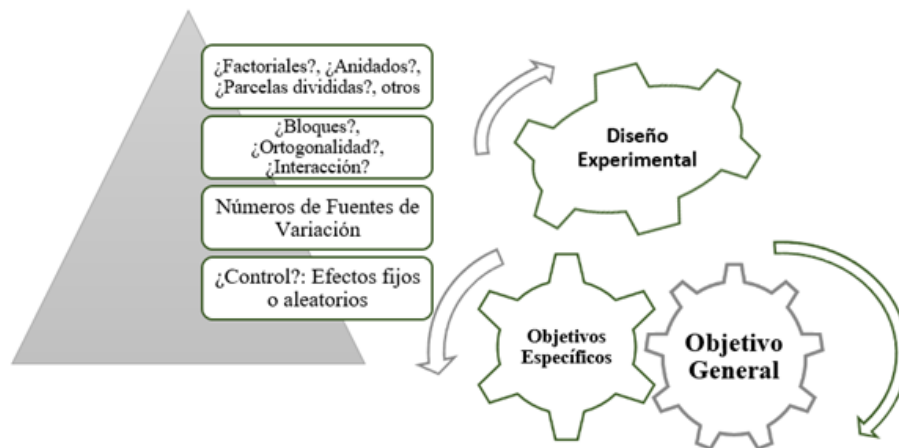 ¿Factoriales?, ¿Anidados?,
¿Parcelas divididas?, otros
¿Bloques?,
¿Ortogonalidad?,
¿Interacción?
Números de Fuentes de
Variación
¿Control?: Efectos fijos
o aleatorios
Diseño
Experimental
Objetivos
Específicos
Objetivo
General